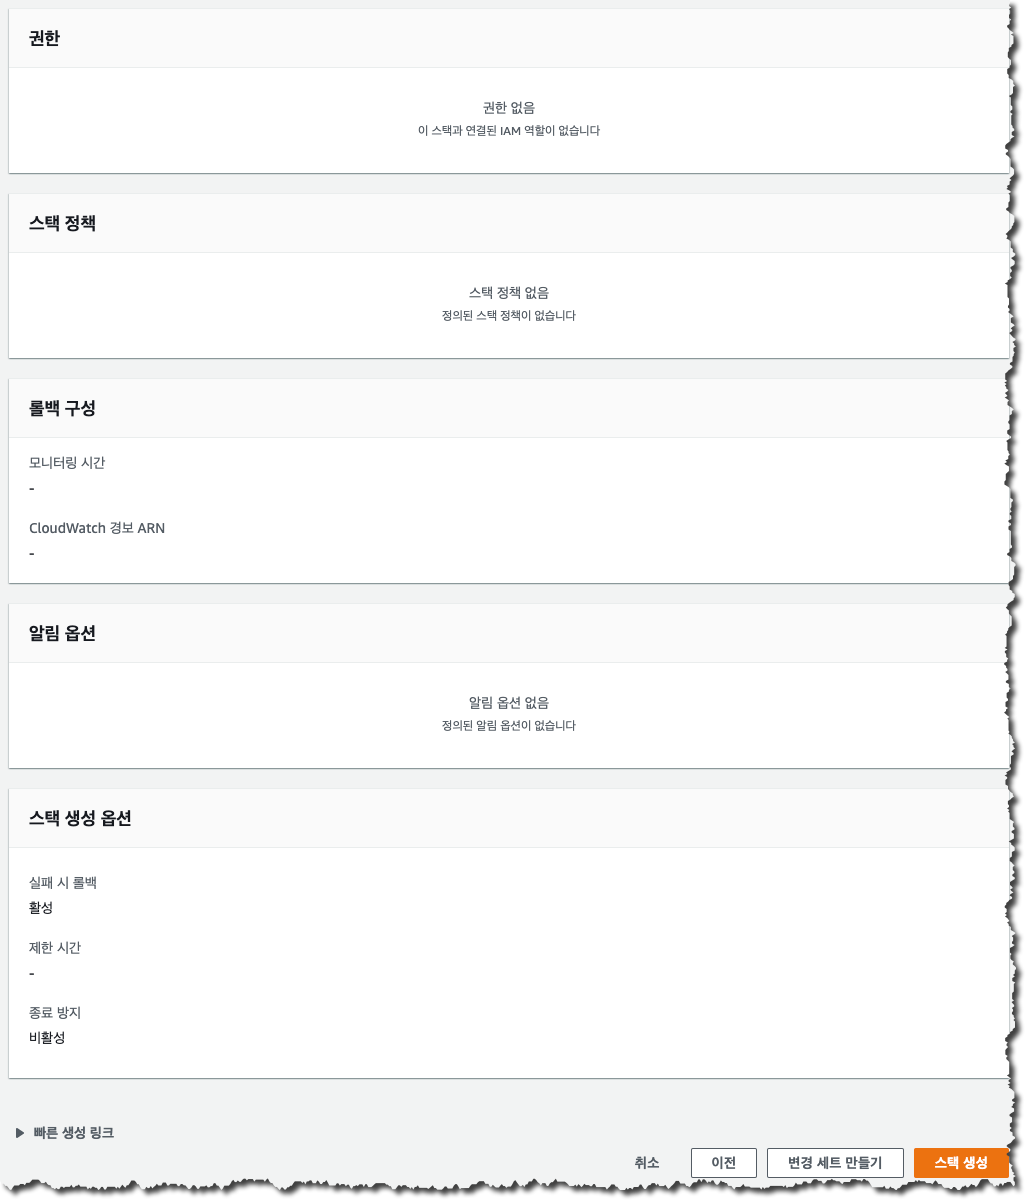 권한
권한 없음
이 스택과 연결된 IAM 역할이 없습니다
스택 정책
스택 정책 없음
정의된 스택 정책이 없습니다
롤백 구성
모니터링 시간
-
CloudWatch 경보 ARN
-
알림 옵션
알림 옵션 없음
정의된 알림 옵션이 없습니다
스택 생성 옵션
실패 시 롤백
활성
제한 시간
-
종료 방지
비활성
빠른 생성 링크
취소 이전 변경 세트 만들기 스택 생성